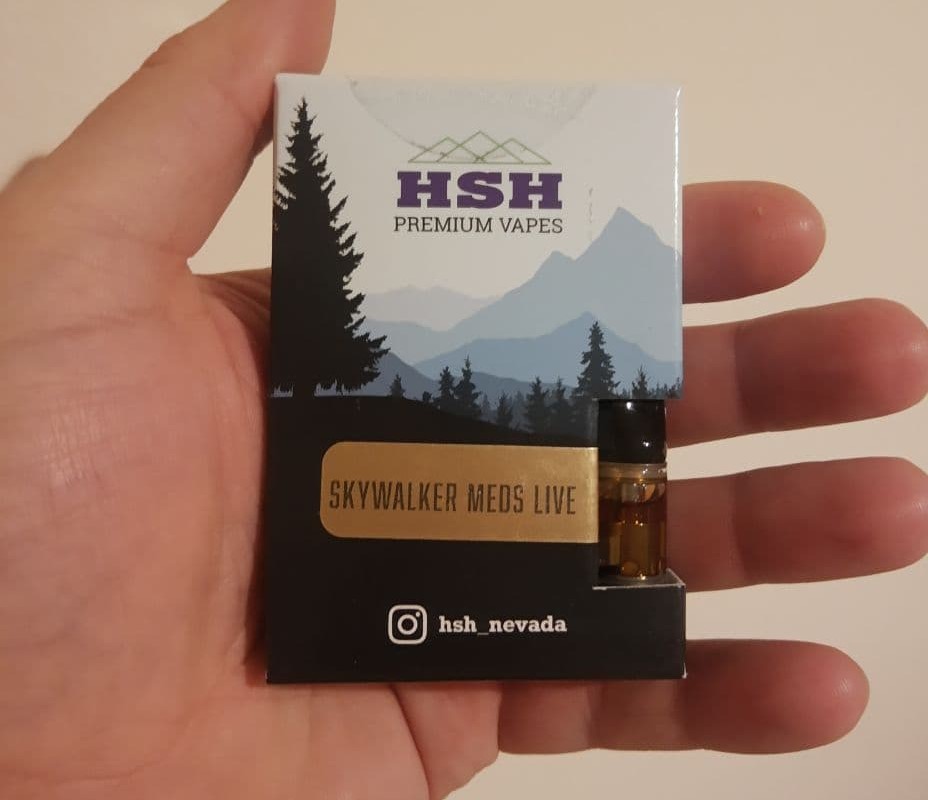 HSH
PREMIUM VAPES
SKYWALKER MEDS LIVE
hsh_nevada